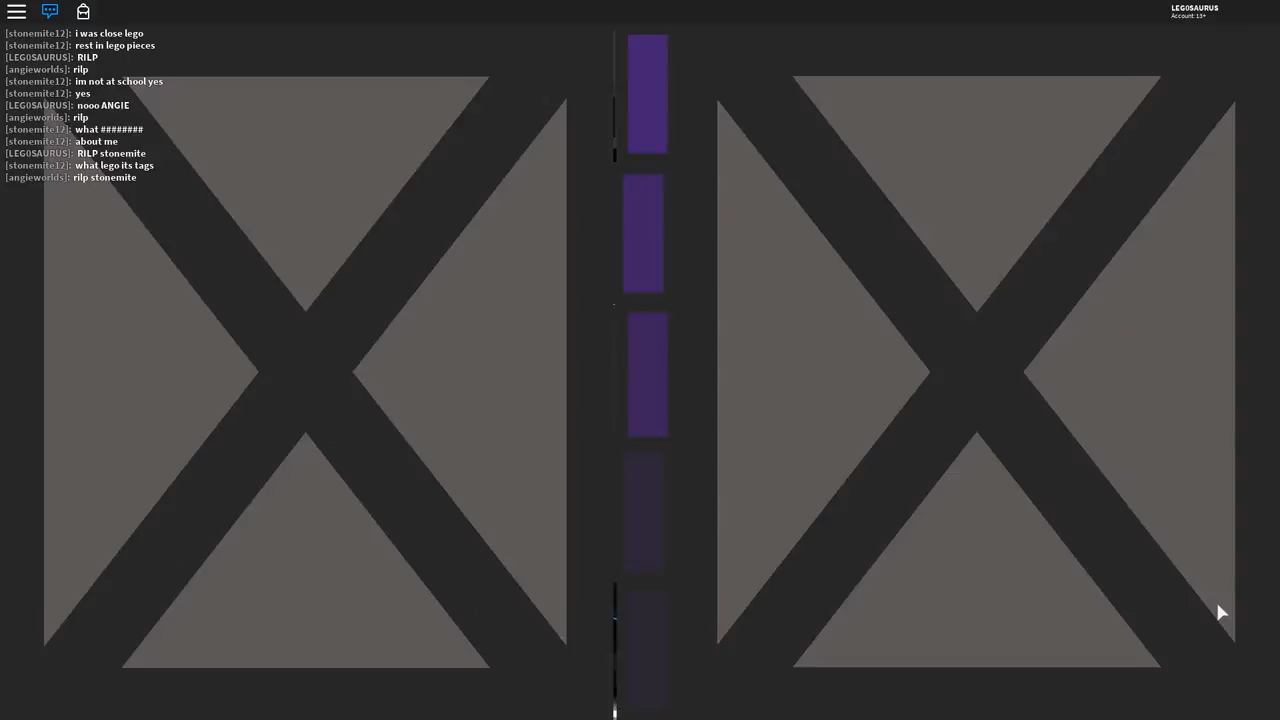 LEG0SAURUS
Account: 13+
[stonemite12]: i was close lego
[stonemite12]: rest in lego pieces
[LEG0SAURUS]: RILP
[angieworlds]: rilp
[stonemite12]: im not at school yes
[stonemite12]: yes
[LEG0SAURUS]: nooo ANGIE
[angieworlds]: rilp
[stonemite12]: what ########
[stonemite12]: about me
[LEG0SAURUS]: RILP stonemite
[stonemite12]: what lego its tags
[angieworlds]: rilp stonemite